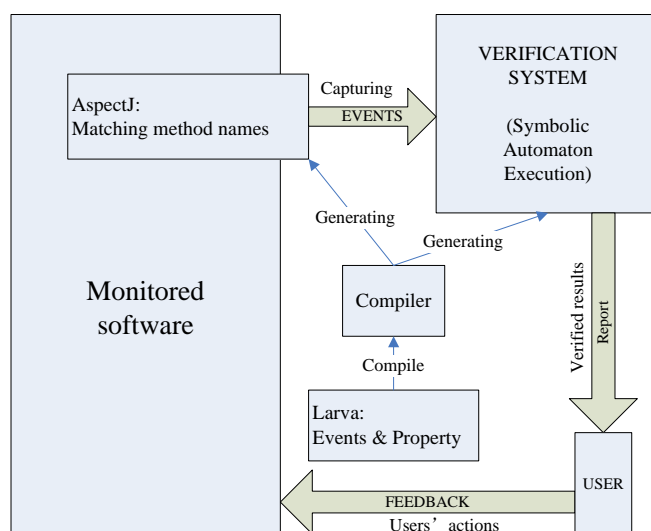 AspectJ:
Matching method names
Capturing
EVENTS
VERIFICATION
SYSTEM
(Symbolic
Automaton
Execution)
Generating
Generating
Monitored
software
Compiler
Compile
Larva:
Events & Property
Verified results
Report
USER
FEEDBACK
Users’ actions